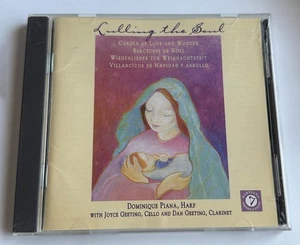 Lulling the Soul
Carols of Love and Wonder
Berceuses de Noël
Wiegenlieder zur Weihnachtszeit
Villancicos de Navidad y arrullo
Dominique Piana, Harp
with Joyce Geeting, Cello and Dan Geeting, Clarinet
7